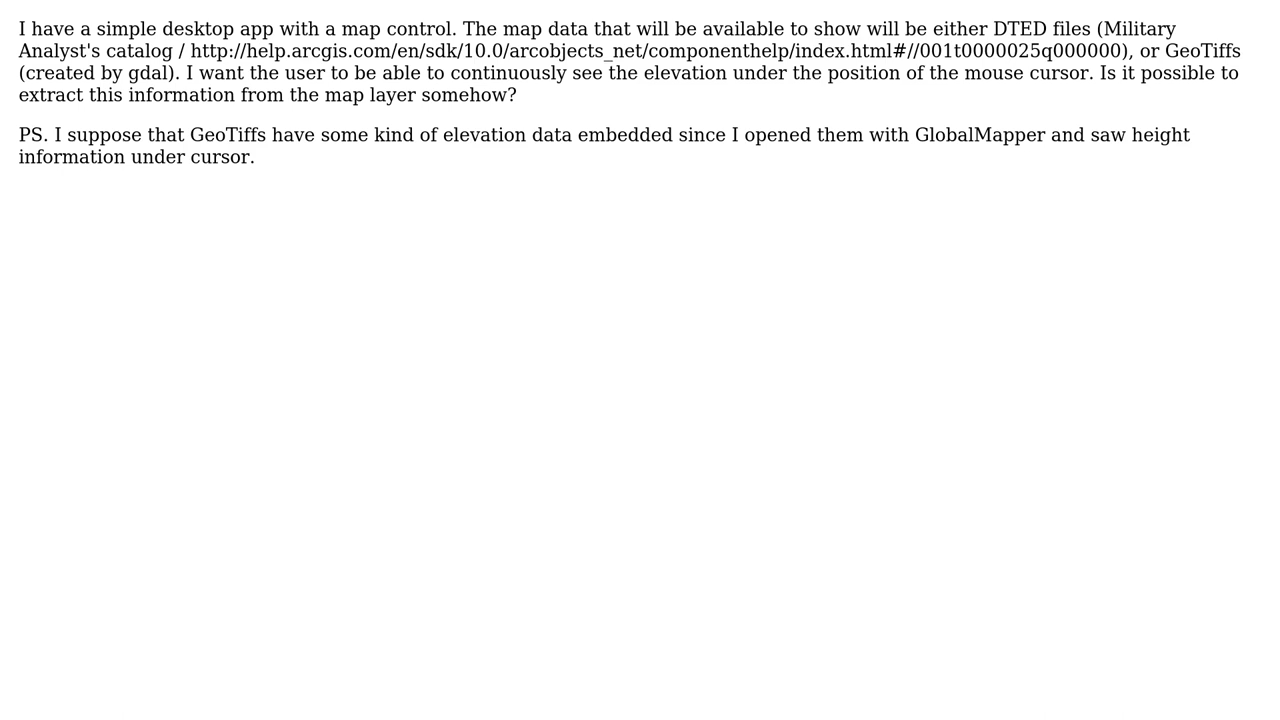 I have a simple desktop app with a map control. The map data that will be available to show will be either DTED files (Military
Analyst's catalog / http://help.arcgis.com/en/sdk/10.0/arcobjects_net/componenthelp/index.html#//001t0000025q000000), or GeoTiffs
(created by gdal). I want the user to be able to continuously see the elevation under the position of the mouse cursor. Is it possible to
extract this information from the map layer somehow?
PS. I suppose that GeoTiffs have some kind of elevation data embedded since I opened them with GlobalMapper and saw height
information under cursor.